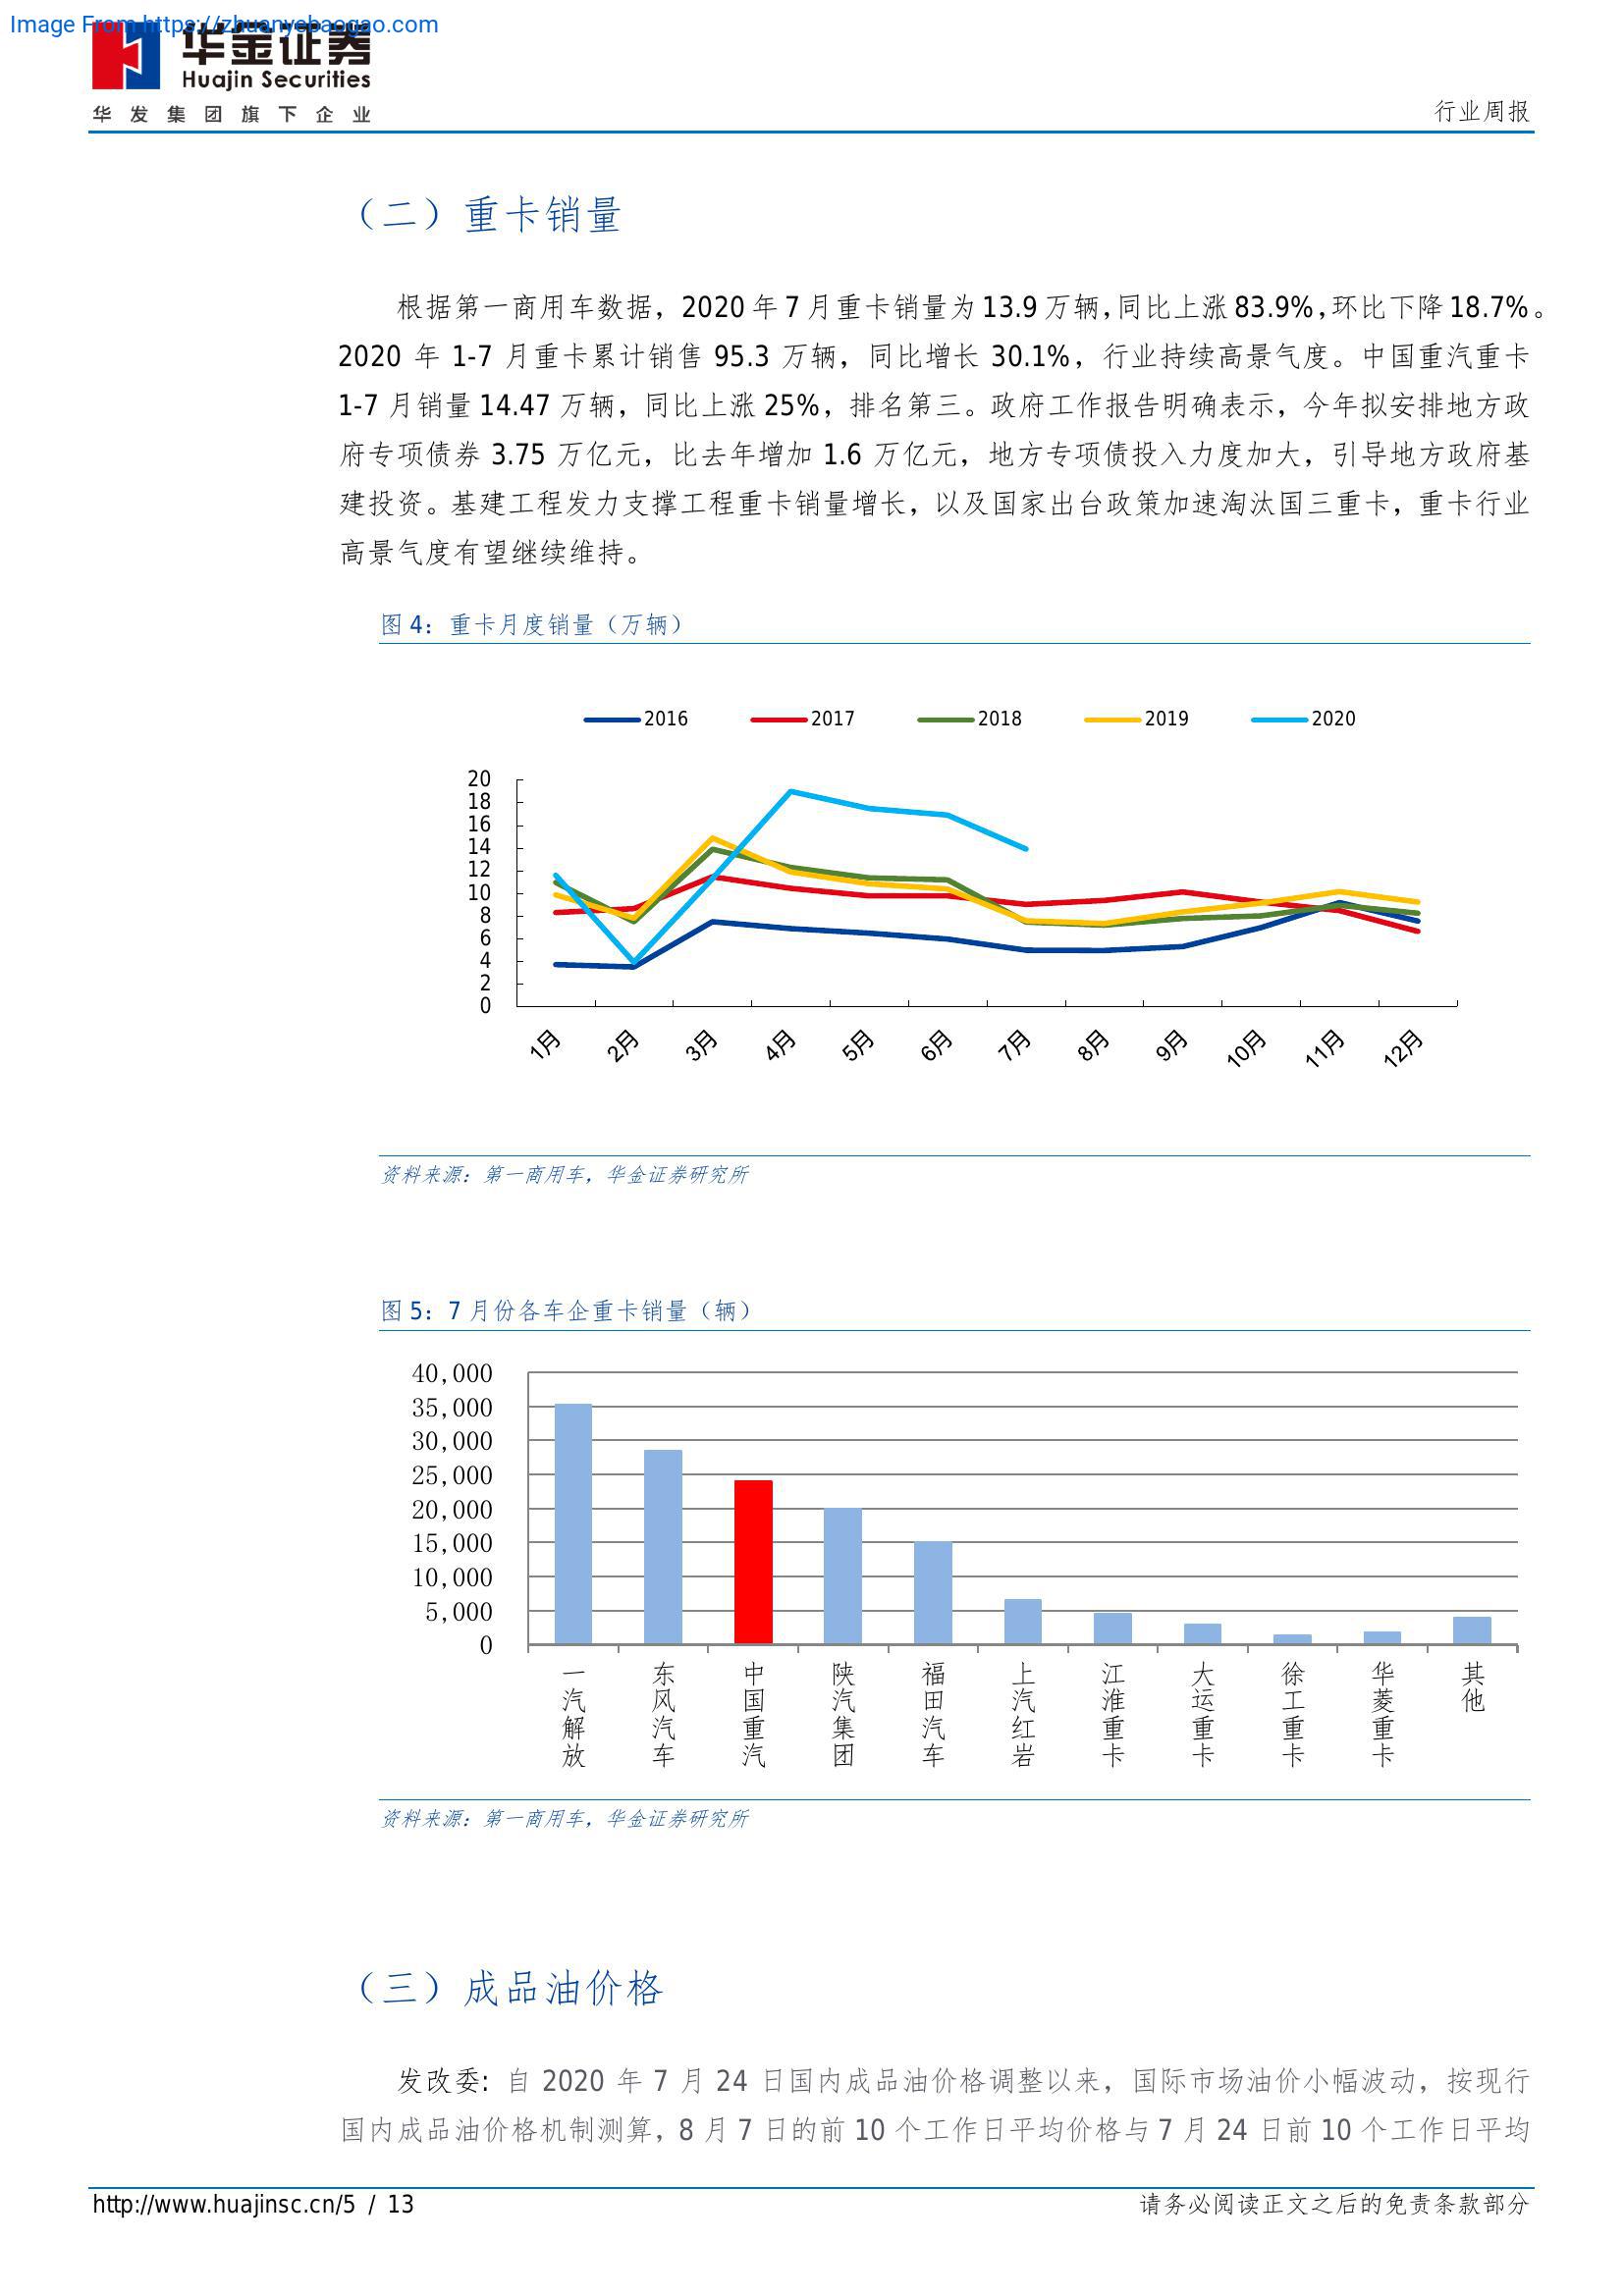 Image From https://zhuanyebaogao.com
华金证券
Huajin Securities
华发集团旗下企业
行业周报
（二）重卡销量
根据第一商用车数据，2020 年 7 月重卡销量为 13.9 万辆，同比上涨 83.9%，环比下降 18.7%。
2020 年 1-7 月重卡累计销售 95.3 万辆，同比增长 30.1%，行业持续高景气度。中国重汽重卡
1-7 月销量 14.47 万辆，同比上涨 25%，排名第三。政府工作报告明确表示，今年拟安排地方政
府专项债券 3.75 万亿元，比去年增加 1.6 万亿元，地方专项债投入力度加大，引导地方政府基
建投资。基建工程发力支撑工程重卡销量增长，以及国家出台政策加速淘汰国三重卡，重卡行业
高景气度有望继续维持。
图 4：重卡月度销量（万辆）
2016 2017 2018 2019 2020
20
18
16
14
12
10
8
6
4
2
0
1月 2月 3月 4月 5月 6月 7月 8月 9月 10月 11月 12月
资料来源：第一商用车，华金证券研究所
图 5：7 月份各车企重卡销量（辆）
40,000
35,000
30,000
25,000
20,000
15,000
10,000
5,000
0
一汽解放 东风汽车 中国重汽 陕汽集团 福田汽车 上汽红岩 江淮重卡 大运重卡 徐工重卡 华菱重卡 其他
资料来源：第一商用车，华金证券研究所
（三）成品油价格
发改委：自 2020 年 7 月 24 日国内成品油价格调整以来，国际市场油价小幅波动，按现行
国内成品油价格机制测算，8 月 7 日的前 10 个工作日平均价格与 7 月 24 日前 10 个工作日平均
http://www.huajinsc.cn/5 / 13
请务必阅读正文之后的免责条款部分